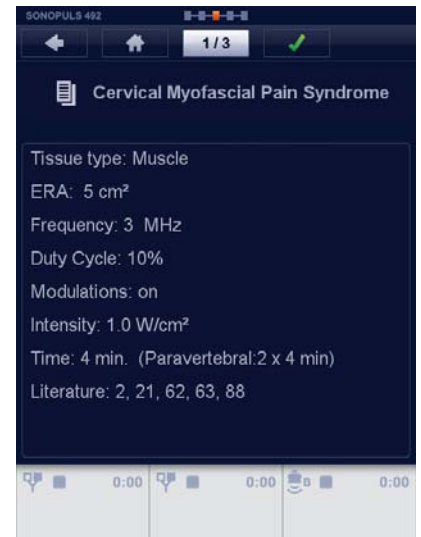 SONOPULS 492
1/3
Cervical Myofascial Pain Syndrome
Tissue type: Muscle
ERA: 5 cm²
Frequency: 3 MHz
Duty Cycle: 10%
Modulations: on
Intensity: 1.0 W/cm²
Time: 4 min. (Paravertebral:2 x 4 min)
Literature: 2, 21, 62, 63, 88
0:00 0:00 B 0:00